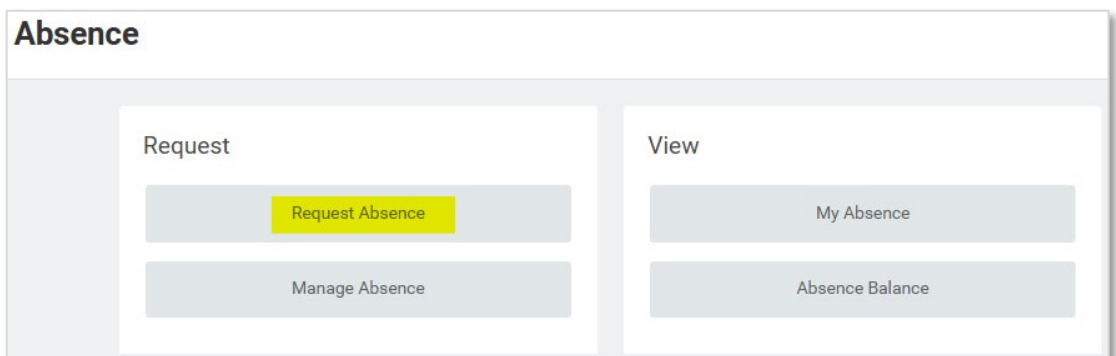 Absence
Request
Request Absence
Manage Absence
View
My Absence
Absence Balance